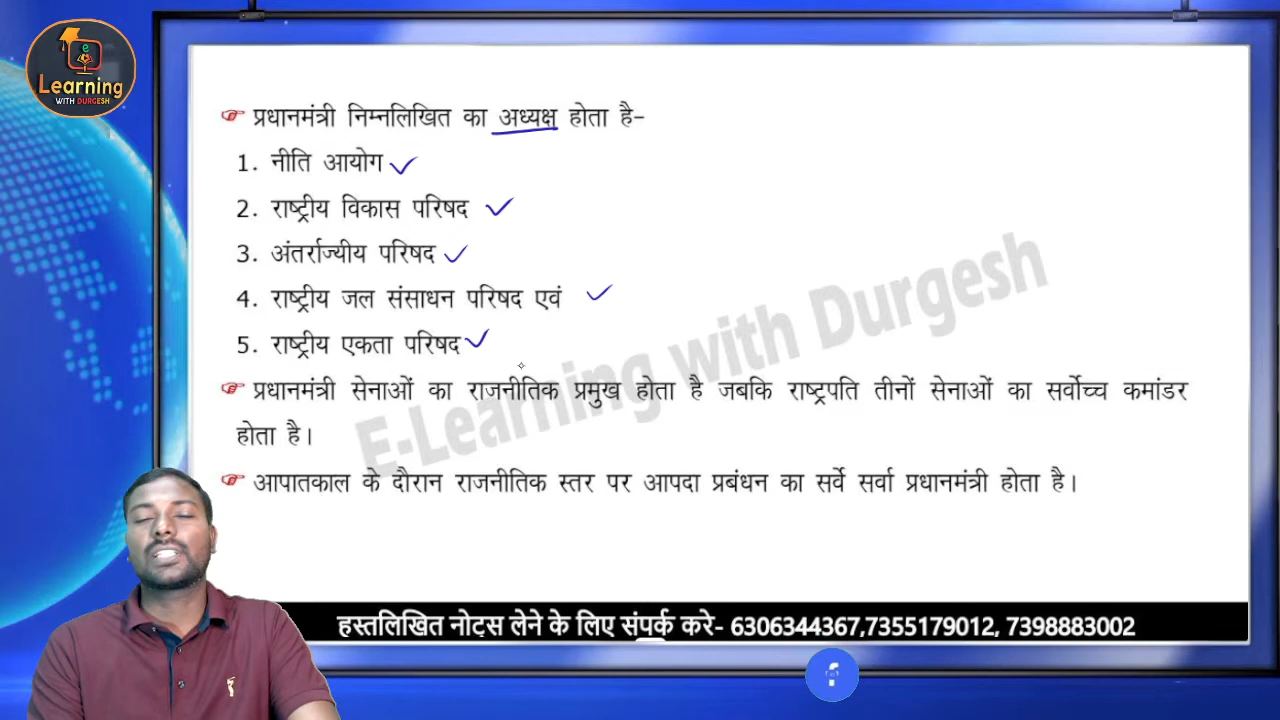 e
Learning
WITH DURGESH
प्रधानमंत्री निम्नलिखित का अध्यक्ष होता है-
1. नीति आयोग
2. राष्ट्रीय विकास परिषद
3. अंतर्राज्यीय परिषद
4. राष्ट्रीय जल संसाधन परिषद एवं
5. राष्ट्रीय एकता परिषद
प्रधानमंत्री सेनाओं का राजनीतिक प्रमुख होता है जबकि राष्ट्रपति तीनों सेनाओं का सर्वोच्च कमांडर
होता है।
आपातकाल के दौरान राजनीतिक स्तर पर आपदा प्रबंधन का सर्वे सर्वा प्रधानमंत्री होता है।
E-Learning with Durgesh
हस्तलिखित नोट्स लेने के लिए संपर्क करे- 6306344367,7355179012, 7398883002